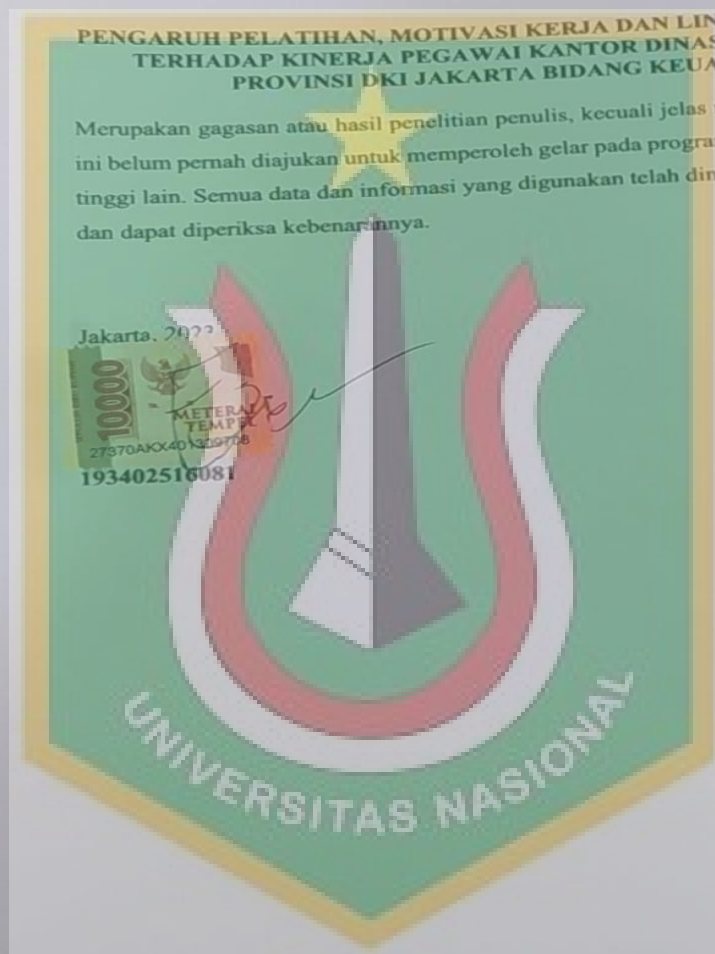 PENGARUH PELATIHAN, MOTIVASI KERJA DAN LIN
TERHADAP KINERJA PEGAWAI KANTOR DINAS
PROVINSI DKI JAKARTA BIDANG KEUA
Merupakan gagasan atau hasil penelitian penulis, kecuali jelas
ini belum pernah diajukan untuk memperoleh gelar pada progra
tinggi lain. Semua data dan informasi yang digunakan telah din
dan dapat diperiksa kebenarannya.
Jakarta, 2023
10000
METERAI
TEMPEL
27370AKX401309708
193402516081
UNIVERSITAS NASIONAL